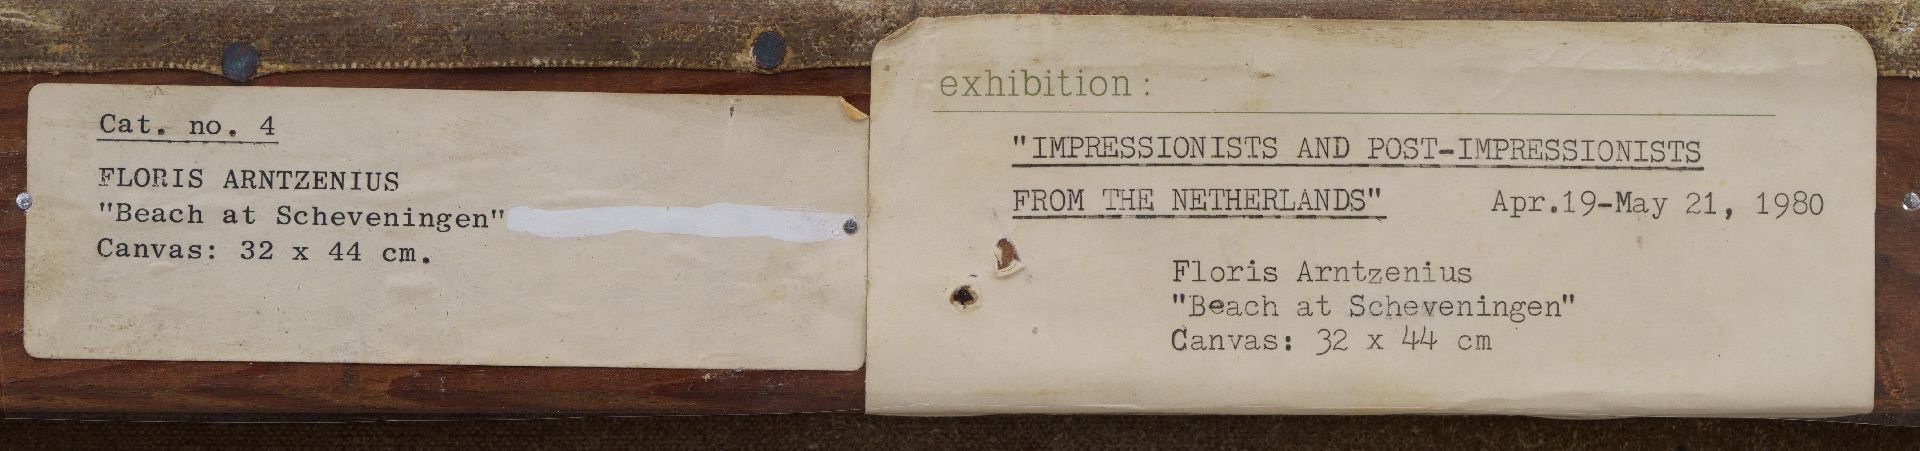 Cat. no. 4
FLORIS ARNTZENIUS
"Beach at Scheveningen"
Canvas: 32 x 44 cm.
exhibition:
"IMPRESSIONISTS AND POST-IMPRESSIONISTS
FROM THE NETHERLANDS" Apr.19-May 21, 1980
Floris Arntzenius
"Beach at Scheveningen"
Canvas: 32 x 44 cm